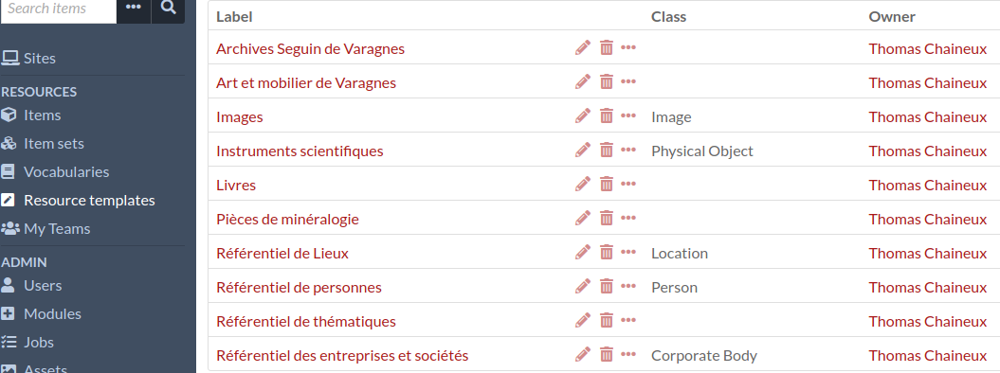 Search items
Sites
RESOURCES
Items
Item sets
Vocabularies
Resource templates
My Teams
ADMIN
Users
Modules
Jobs
Assets
Label Class Owner
Archives Seguin de Varagnes Thomas Chaineux
Art et mobilier de Varagnes Thomas Chaineux
Images Image Thomas Chaineux
Instruments scientifiques Physical Object Thomas Chaineux
Livres Thomas Chaineux
Pièces de minéralogie Thomas Chaineux
Référentiel de Lieux Location Thomas Chaineux
Référentiel de personnes Person Thomas Chaineux
Référentiel de thématiques Thomas Chaineux
Référentiel des entreprises et sociétés Corporate Body Thomas Chaineux